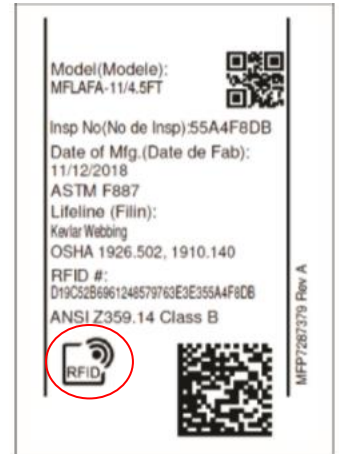 Model(Modele):
MFLAFA-11/4.5FT
Insp No(No de Insp):55A4F8DB
Date of Mfg.(Date de Fab):
11/12/2018
ASTM F887
Lifeline (Filin):
Kevlar Webbing
OSHA 1926.502, 1910.140
RFID #:
D19C52B6961248579763E3E355A4F8DB
ANSI Z359.14 Class B
RFID
MFP7287379 Rev A